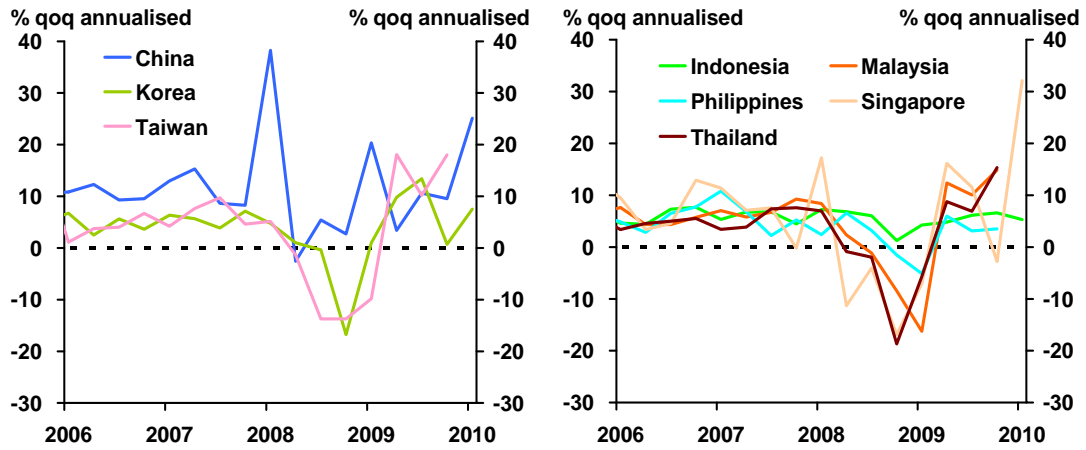 % qoq annualised % qoq annualised
40 40
30 30
20 20
10 10
0 0
-10 -10
-20 -20
-30 -30
China
Korea
Taiwan
2006 2007 2008 2009 2010
% qoq annualised % qoq annualised
40 40
30 30
20 20
10 10
0 0
-10 -10
-20 -20
-30 -30
Indonesia Malaysia
Philippines Singapore
Thailand
2006 2007 2008 2009 2010